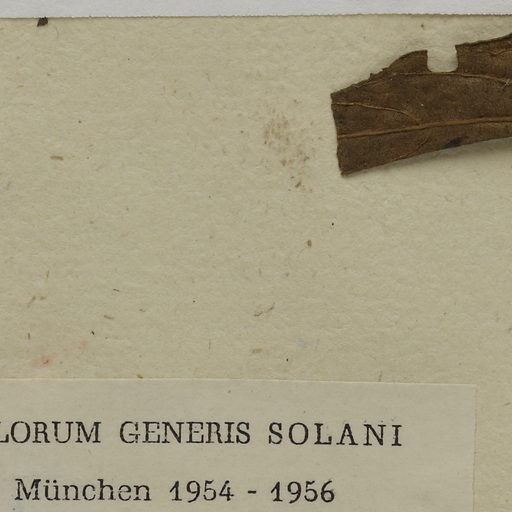 LORUM GENERIS SOLANI
München 1954 - 1956